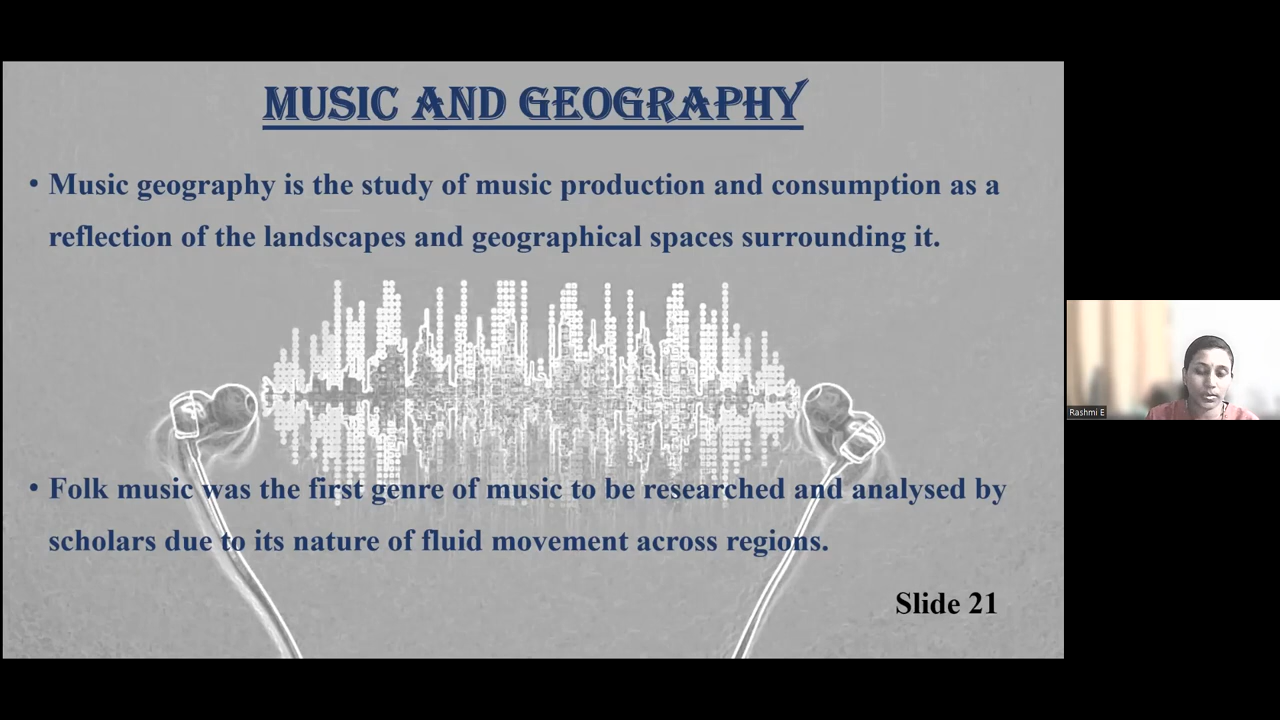 MUSIC AND GEOGRAPHY
• Music geography is the study of music production and consumption as a
reflection of the landscapes and geographical spaces surrounding it.
• Folk music was the first genre of music to be researched and analysed by
scholars due to its nature of fluid movement across regions.
Slide 21
Rashmi E